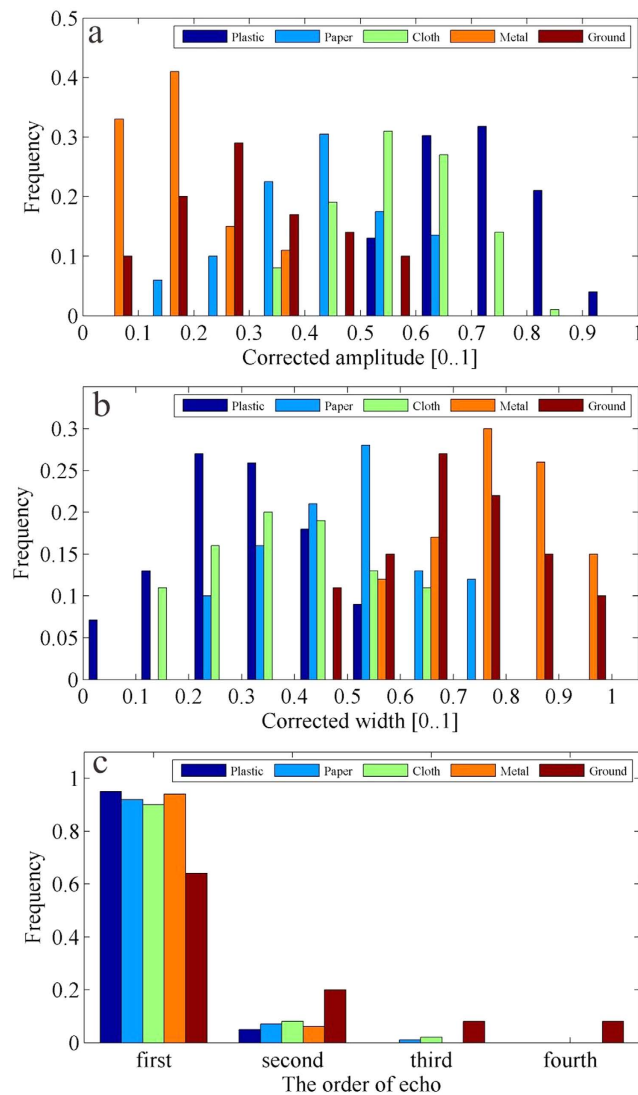 a
Plastic Paper Cloth Metal Ground
0.5
0.4
0.3
0.2
0.1
0
Frequency
0 0.1 0.2 0.3 0.4 0.5 0.6 0.7 0.8 0.9 1
Corrected amplitude [0..1]
b
Plastic Paper Cloth Metal Ground
0.3
0.25
0.2
0.15
0.1
0.05
0
Frequency
0 0.1 0.2 0.3 0.4 0.5 0.6 0.7 0.8 0.9 1
Corrected width [0..1]
c
Plastic Paper Cloth Metal Ground
1
0.8
0.6
0.4
0.2
0
Frequency
first second third fourth
The order of echo